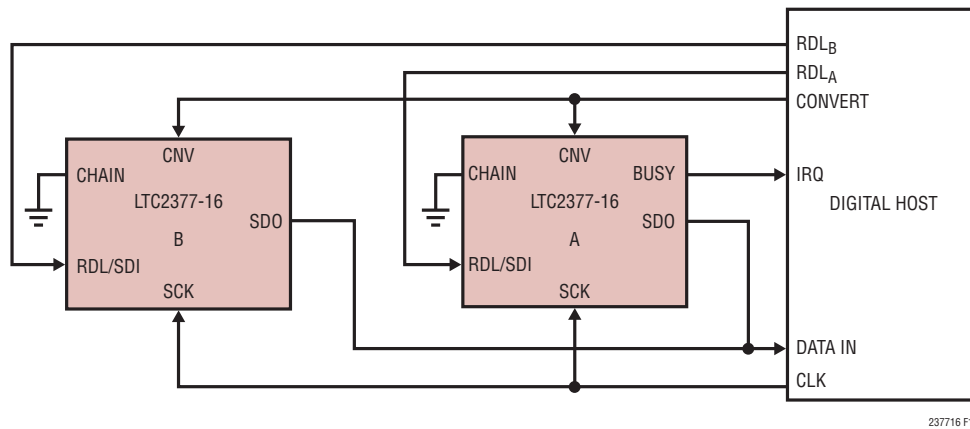 RDLB
RDLA
CONVERT
IRQ
DIGITAL HOST
DATA IN
CLK
CNV
CHAIN
LTC2377-16
B
SDO
RDL/SDI
SCK
CNV
CHAIN
BUSY
LTC2377-16
A
SDO
RDL/SDI
SCK